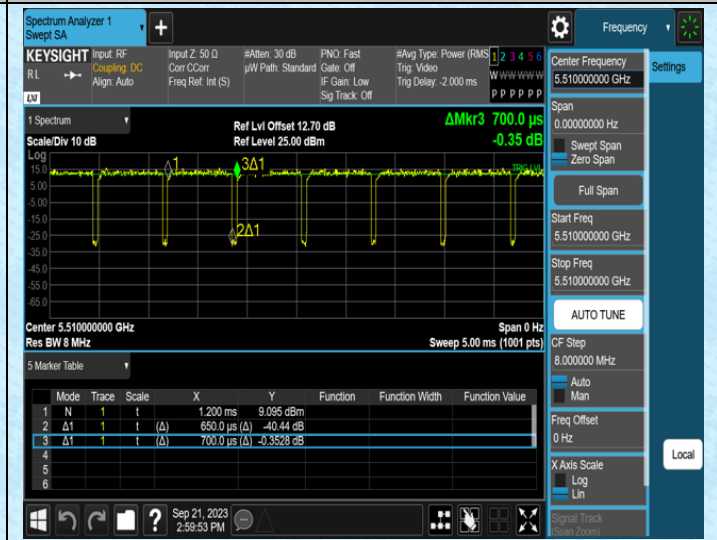 Spectrum Analyzer 1
Swept SA
Frequency
KEYSIGHT
RL
LXI
Input: RF
Coupling: DC
Align: Auto
Input Z: 50 Ω
Corr CCorr
Freq Ref: Int (S)
#Atten: 30 dB
µW Path: Standard
PNO: Fast
Gate: Off
IF Gain: Low
Sig Track: Off
#Avg Type: Power (RMS
Trig: Video
Trig Delay: -2.000 ms
1 2 3 4 5 6
W W W W W W
P P P P P P
Center Frequency
5.510000000 GHz
Settings
1 Spectrum
Scale/Div 10 dB
Ref Lvl Offset 12.70 dB
Ref Level 25.00 dBm
ΔMkr3 700.0 µs
-0.35 dB
Log
15.0
5.00
-5.00
-15.0
-25.0
-35.0
-45.0
-55.0
-65.0
1
3Δ1
2Δ1
TRIG LVL
Center 5.510000000 GHz
Res BW 8 MHz
Span 0 Hz
Sweep 5.00 ms (1001 pts)
Span
0.00000000 Hz
Swept Span
Zero Span
Full Span
Start Freq
5.510000000 GHz
Stop Freq
5.510000000 GHz
AUTO TUNE
CF Step
8.000000 MHz
Auto
Man
Freq Offset
0 Hz
X Axis Scale
Log
Lin
Signal Track
(Span Zoom)
Local
5 Marker Table
Mode Trace Scale X Y Function Function Width Function Value
1 N 1 t 1.200 ms 9.095 dBm
2 Δ1 1 t (Δ) 650.0 µs (Δ) -40.44 dB
3 Δ1 1 t (Δ) 700.0 µs (Δ) -0.3528 dB
4
5
6
?
Sep 21, 2023
2:59:53 PM